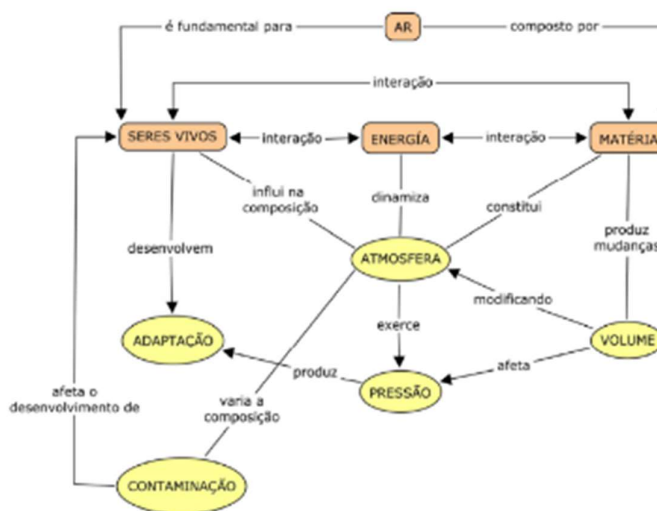 é fundamental para
AR
composto por
interação
SERES VIVOS
interação
ENERGÍA
interação
MATÉRIA
influi na
composição
dinamiza
constitui
produz
mudanças
desenvolvem
ATMOSFERA
modificando
exerce
ADAPTAÇÃO
VOLUME
produz
afeta
afeta o
desenvolvimento de
varia a
composição
PRESSÃO
CONTAMINAÇÃO